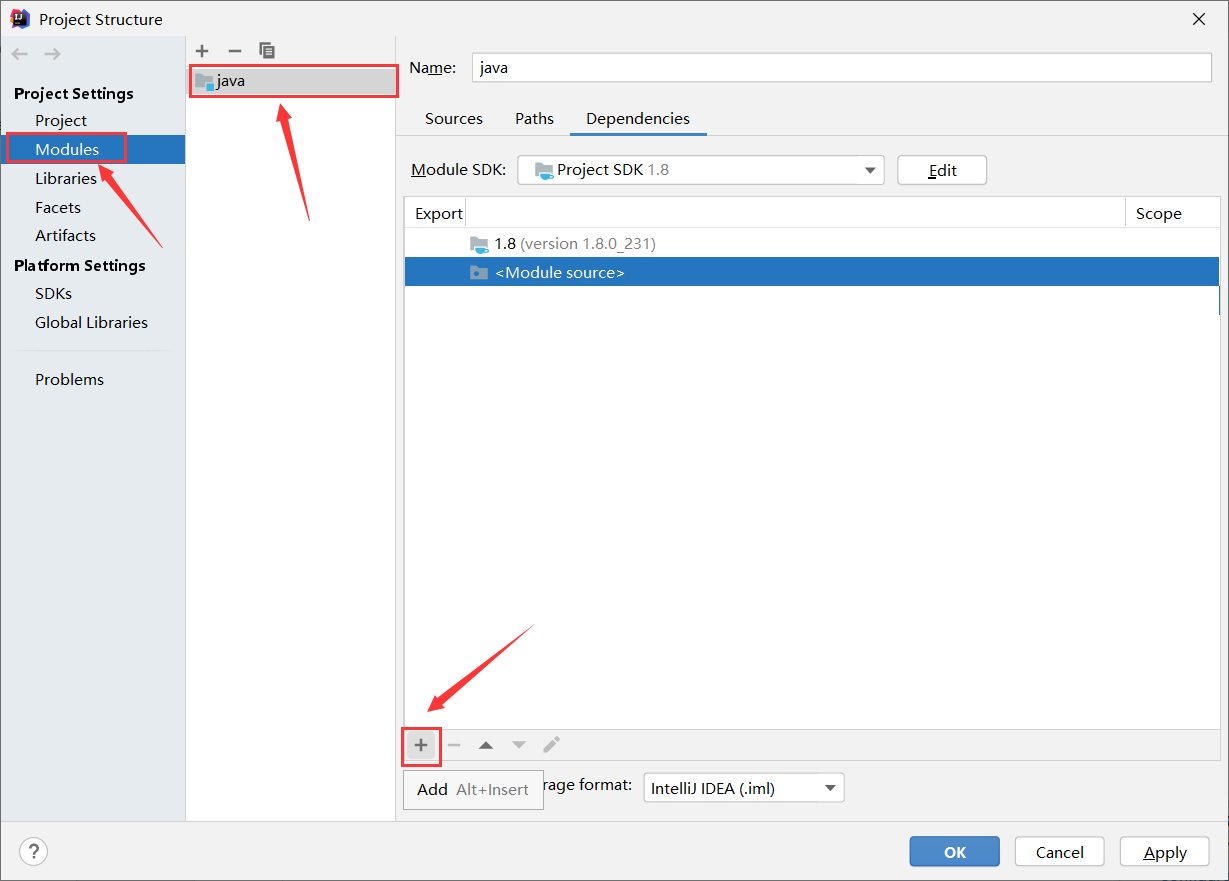 Project Structure
Project Settings
Project
Modules
Libraries
Facets
Artifacts
Platform Settings
SDKs
Global Libraries
Problems
java
Name: java
Sources Paths Dependencies
Module SDK: Project SDK 1.8 Edit
Export Scope
1.8 (version 1.8.0_231)
<Module source>
Add Alt+Insert
rage format: IntelliJ IDEA (.iml)
? OK Cancel Apply